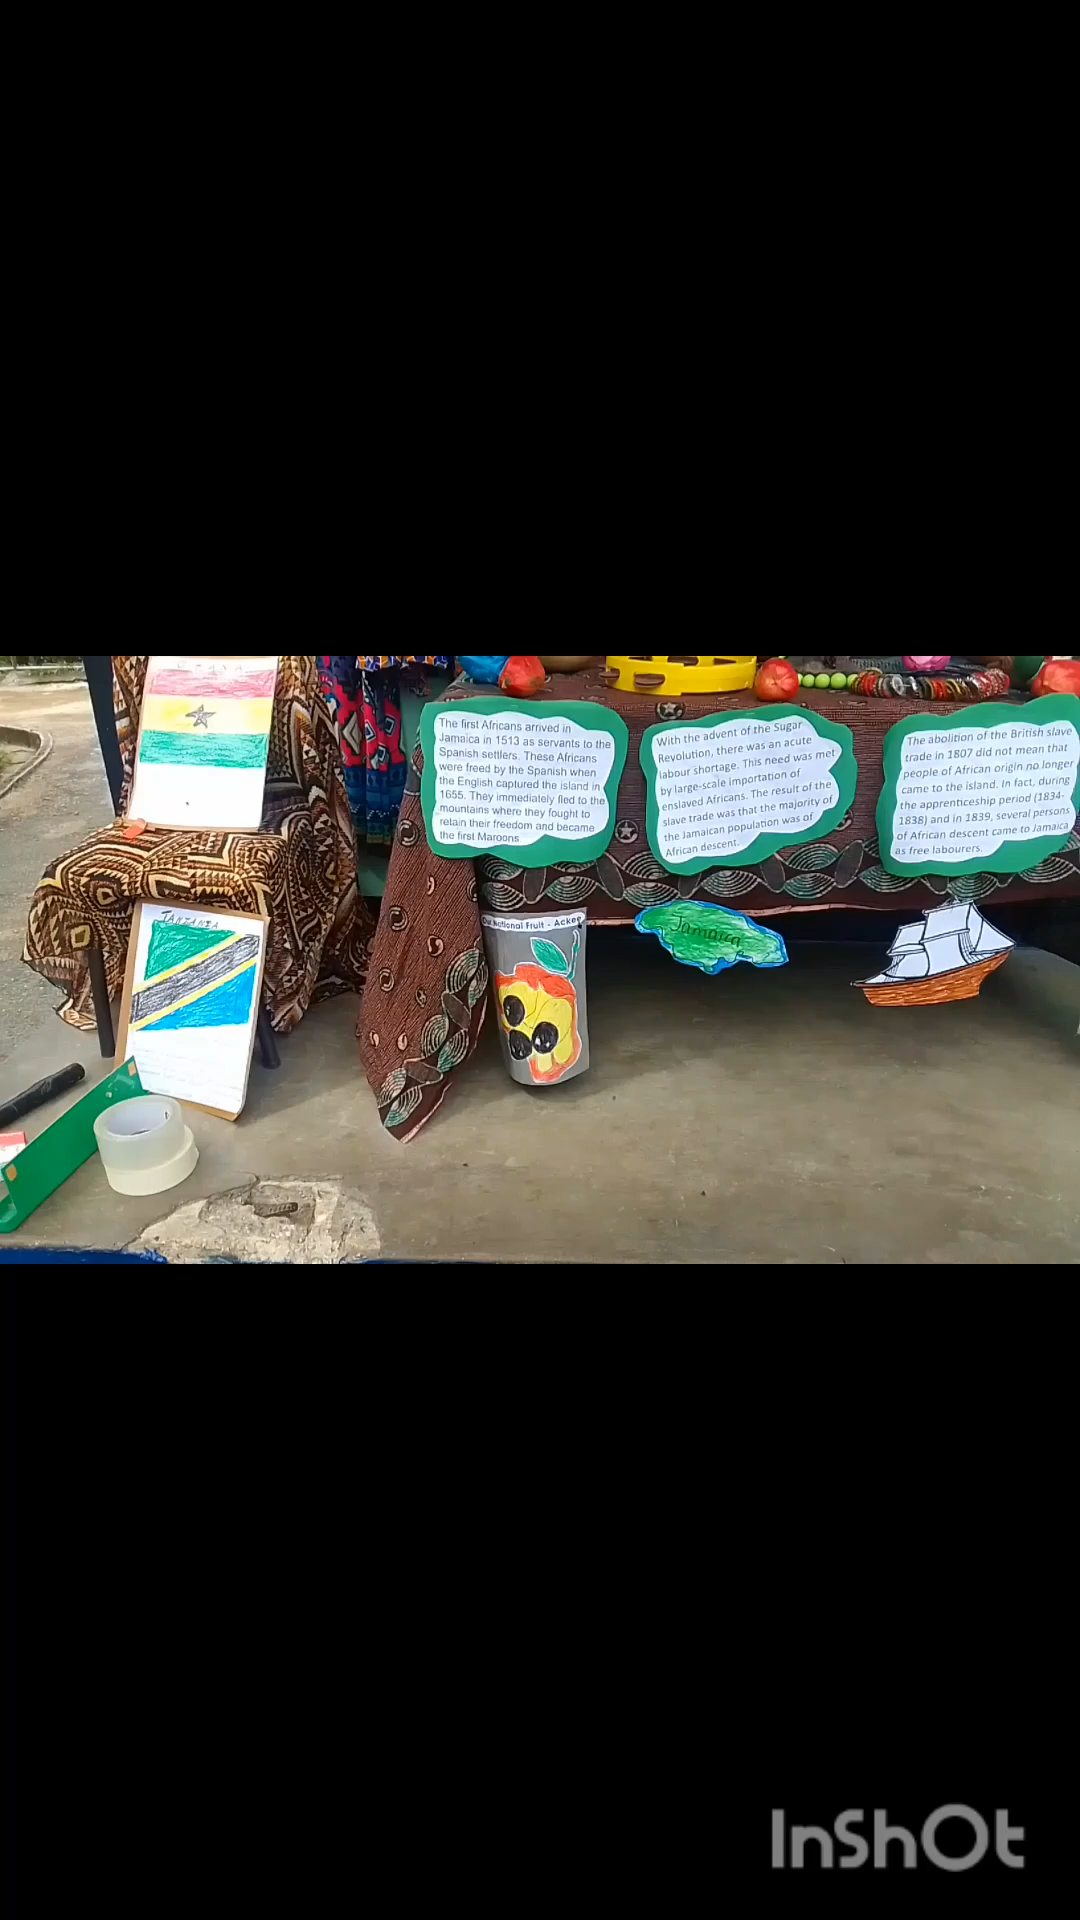 The first Africans arrived in
Jamaica in 1513 as servants to the
Spanish settlers. These Africans
were freed by the Spanish when
the English captured the island in
1655. They immediately fled to the
mountains where they fought to
retain their freedom and became
the first Maroons
With the advent of the Sugar
Revolution, there was an acute
labour shortage. This need was met
by large-scale importation of
enslaved Africans. The result of the
slave trade was that the majority of
the Jamaican population was of
African descent.
The abolition of the British slave
trade in 1807 did not mean that
people of African origin no longer
came to the island. In fact, during
the apprenticeship period (1834-
1838) and in 1839, several persons
of African descent came to Jamaica
as free labourers.
TANZANIA
National Fruit - Ackee
Jamaica
InShOt